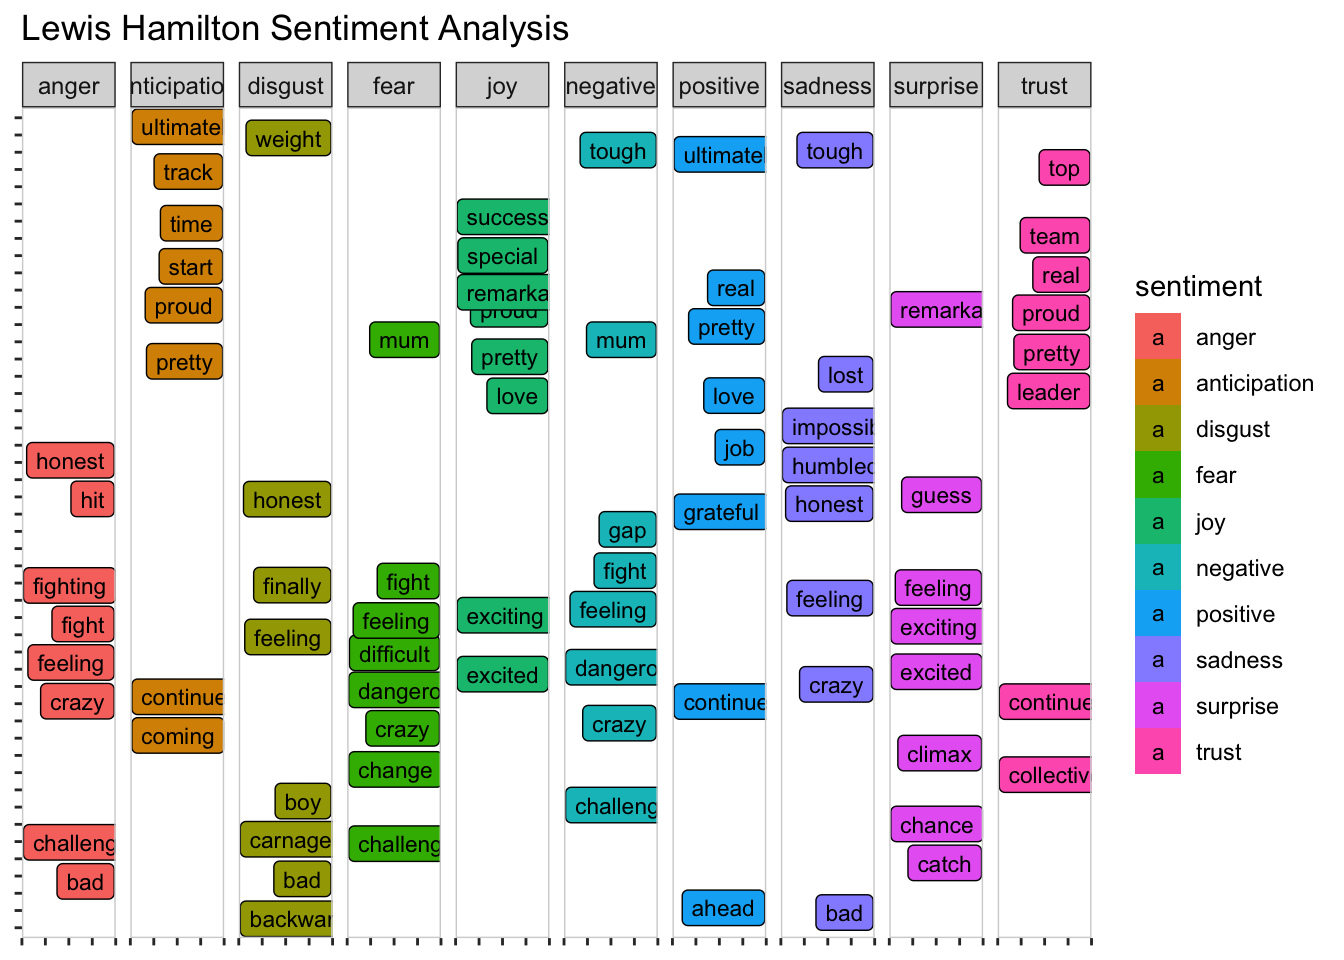 Lewis Hamilton Sentiment Analysis
anger
nticipatio
disgust
fear
joy
negative
positive
sadness
surprise
trust
honest
hit
fighting
fight
feeling
crazy
challeng
bad
ultimate
track
time
start
proud
pretty
continue
coming
weight
honest
finally
feeling
boy
carnage
bad
backwar
mum
fight
feeling
difficult
dangero
crazy
change
challeng
success
special
remarka
proud
pretty
love
exciting
excited
tough
mum
gap
fight
feeling
dangero
crazy
challeng
ultimate
real
pretty
love
job
grateful
continue
ahead
tough
lost
impossib
humbled
honest
feeling
crazy
bad
remarka
guess
feeling
exciting
excited
climax
chance
catch
top
team
real
proud
pretty
leader
continue
collectiv
sentiment
a anger
a anticipation
a disgust
a fear
a joy
a negative
a positive
a sadness
a surprise
a trust